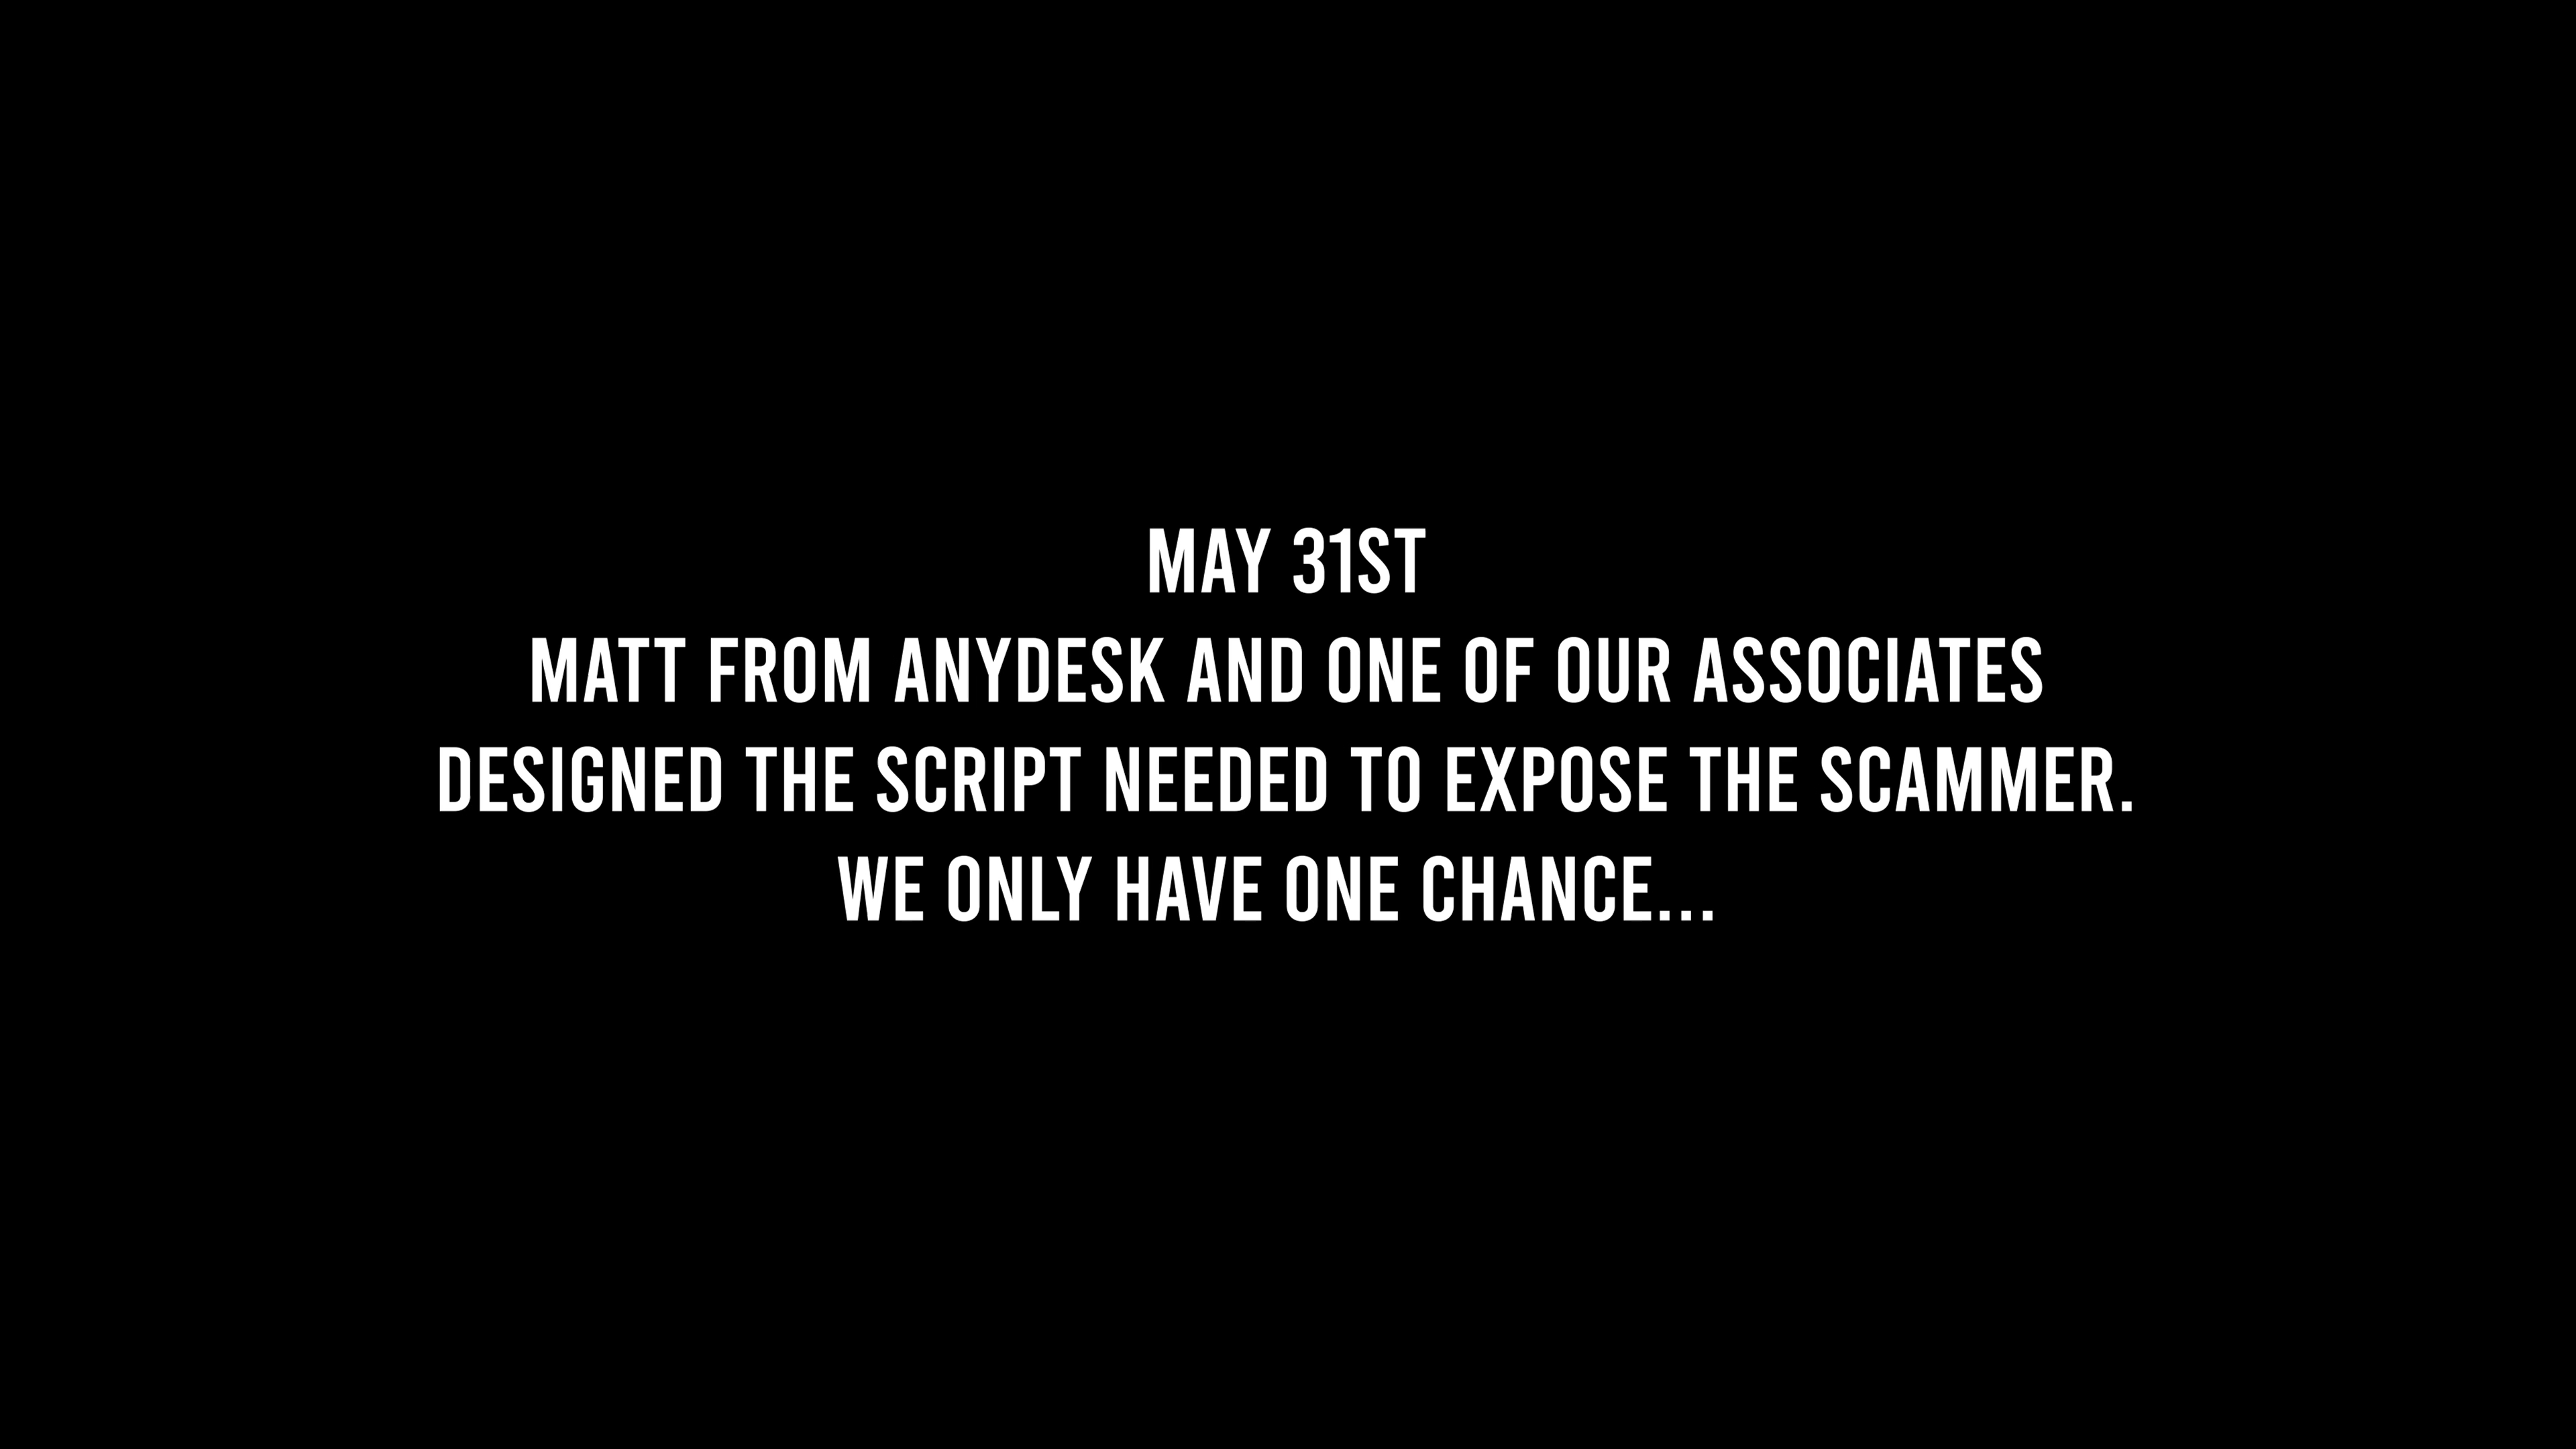 MAY 31ST
MATT FROM ANYDESK AND ONE OF OUR ASSOCIATES
DESIGNED THE SCRIPT NEEDED TO EXPOSE THE SCAMMER.
WE ONLY HAVE ONE CHANCE...